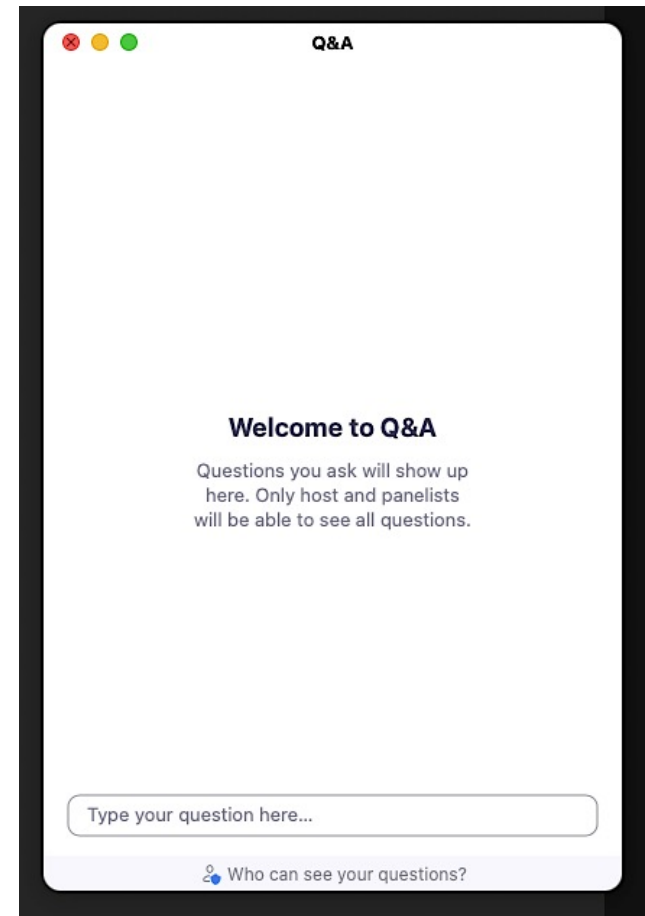 Q&A
Welcome to Q&A
Questions you ask will show up
here. Only host and panelists
will be able to see all questions.
Type your question here...
Who can see your questions?